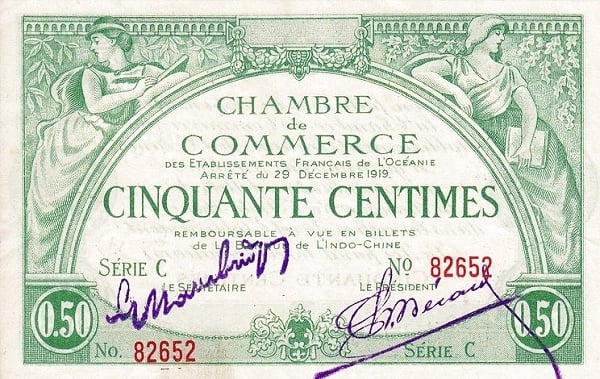 CHAMBRE
de
COMMERCE
DES ETABLISSEMENTS FRANÇAIS DE L'OCÉANIE
ARRÊTÉ DU 29 DÉCEMBRE 1919.
CINQUANTE CENTIMES
REMBOURSABLE À VUE EN BILLETS
DE LA BANQUE DE L'INDO-CHINE
SÉRIE C
NO 82652
LE SECRÉTAIRE
LE PRÉSIDENT
0.50
0.50
No. 82652
SÉRIE C